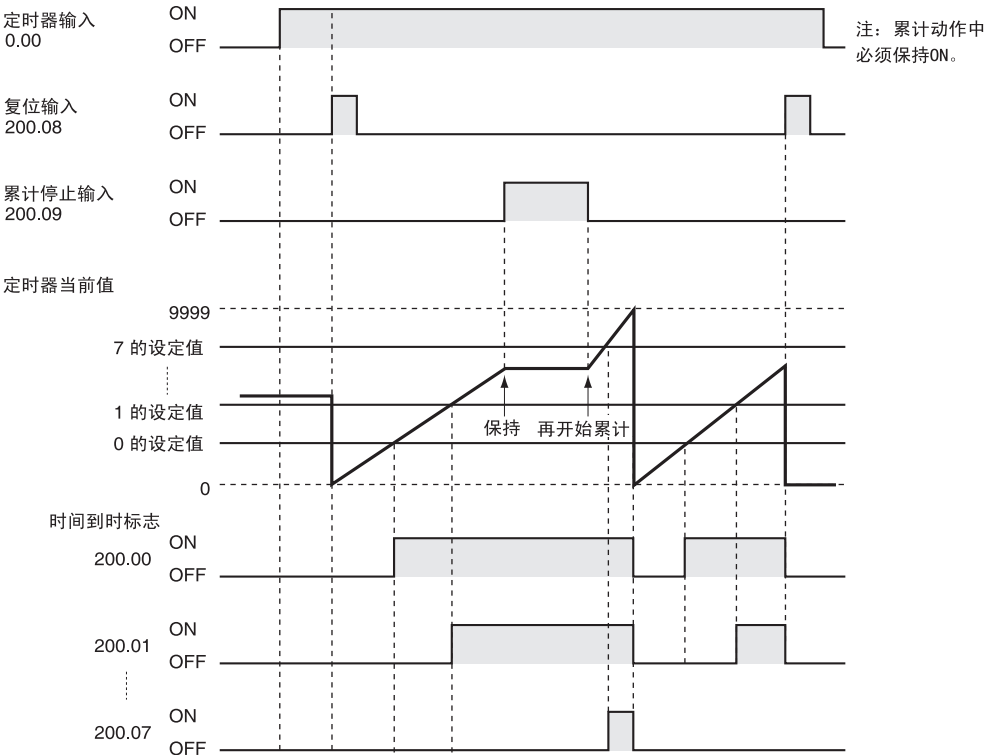 定时器输入
0.00
ON
OFF
注：累计动作中
必须保持ON。
复位输入
200.08
ON
OFF
累计停止输入
200.09
ON
OFF
定时器当前值
9999
7 的设定值
1 的设定值
0 的设定值
保持
再开始累计
0
时间到时标志
200.00
ON
OFF
200.01
ON
OFF
200.07
ON
OFF